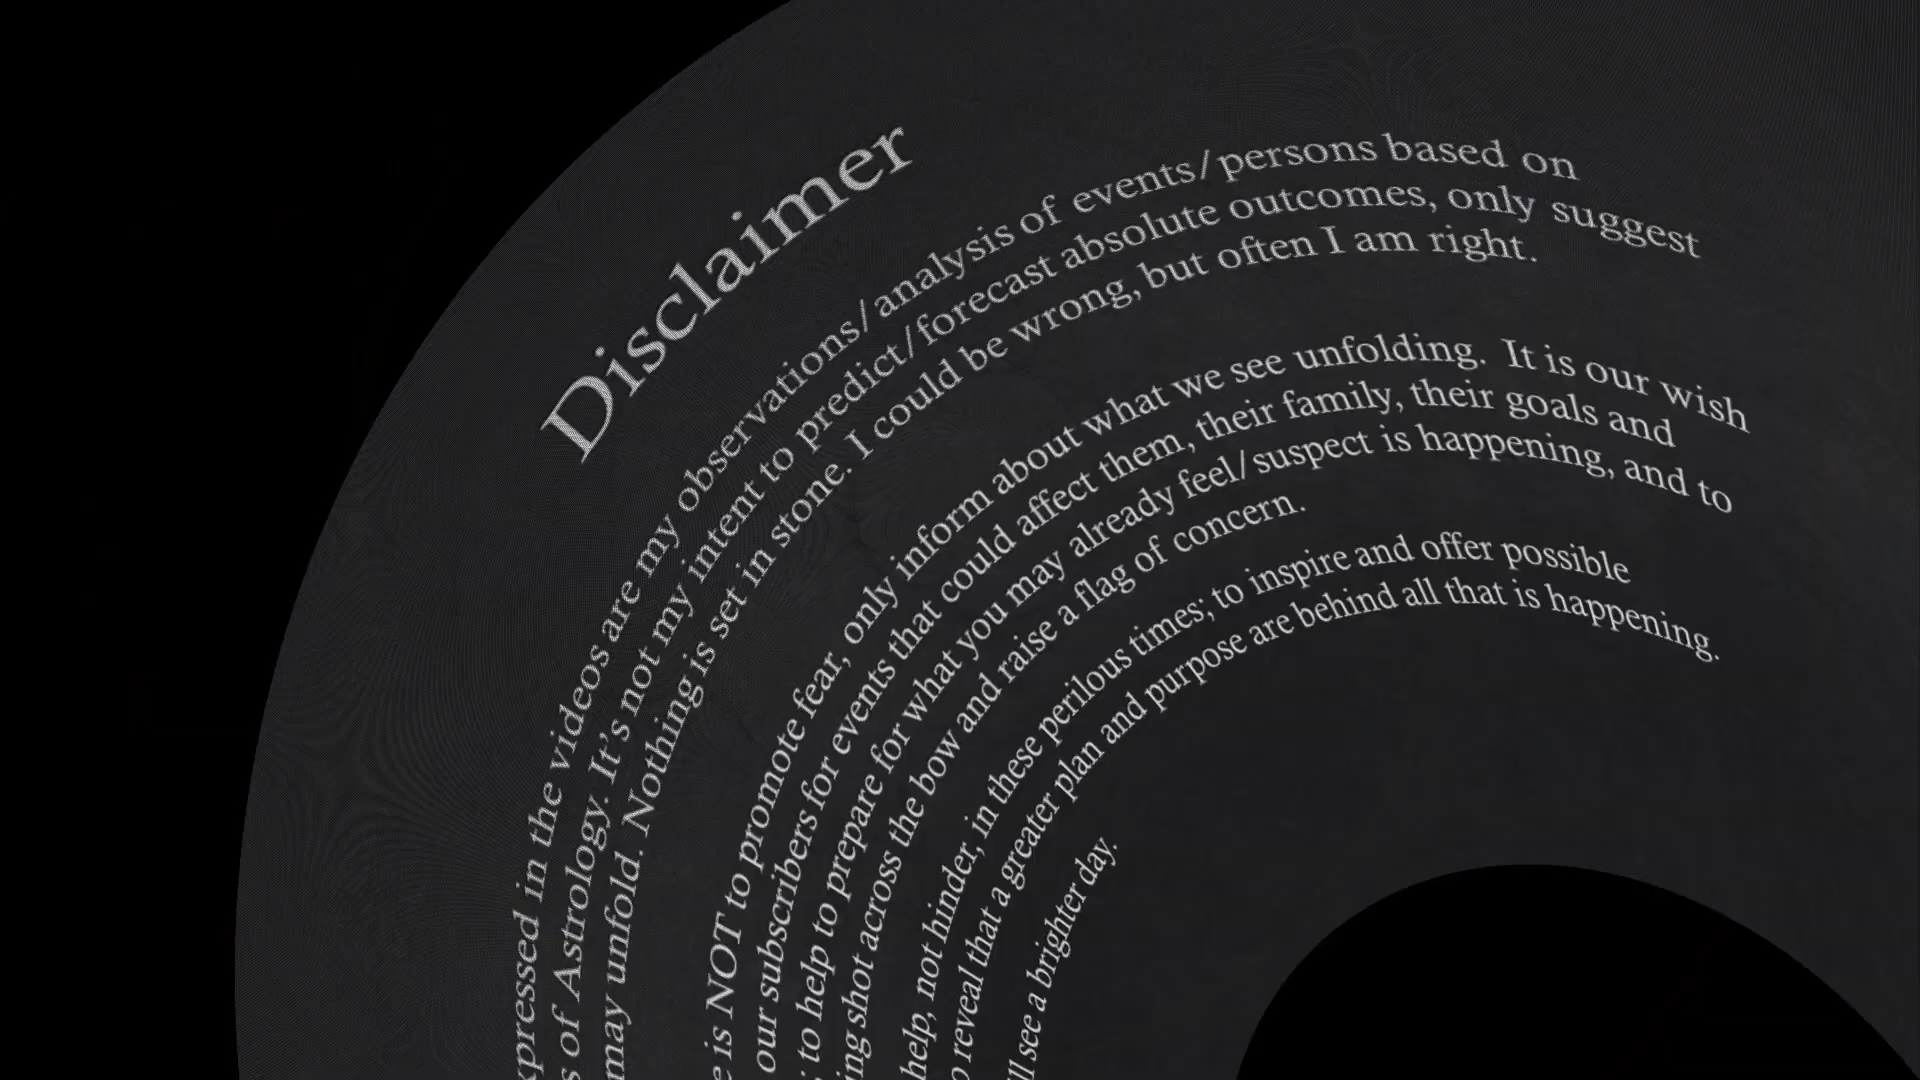 Disclaimer
expressed in the videos are my observations/analysis of events/persons based on
of Astrology. It's not my intent to predict/forecast absolute outcomes, only suggest
may unfold. Nothing is set in stone. I could be wrong, but often I am right.
is NOT to promote fear, only inform about what we see unfolding. It is our wish
our subscribers for events that could affect them, their family, their goals and
to help to prepare for what you may already feel/suspect is happening, and to
shot across the bow and raise a flag of concern.
help, not hinder, in these perilous times; to inspire and offer possible
reveal that a greater plan and purpose are behind all that is happening.
see a brighter day.